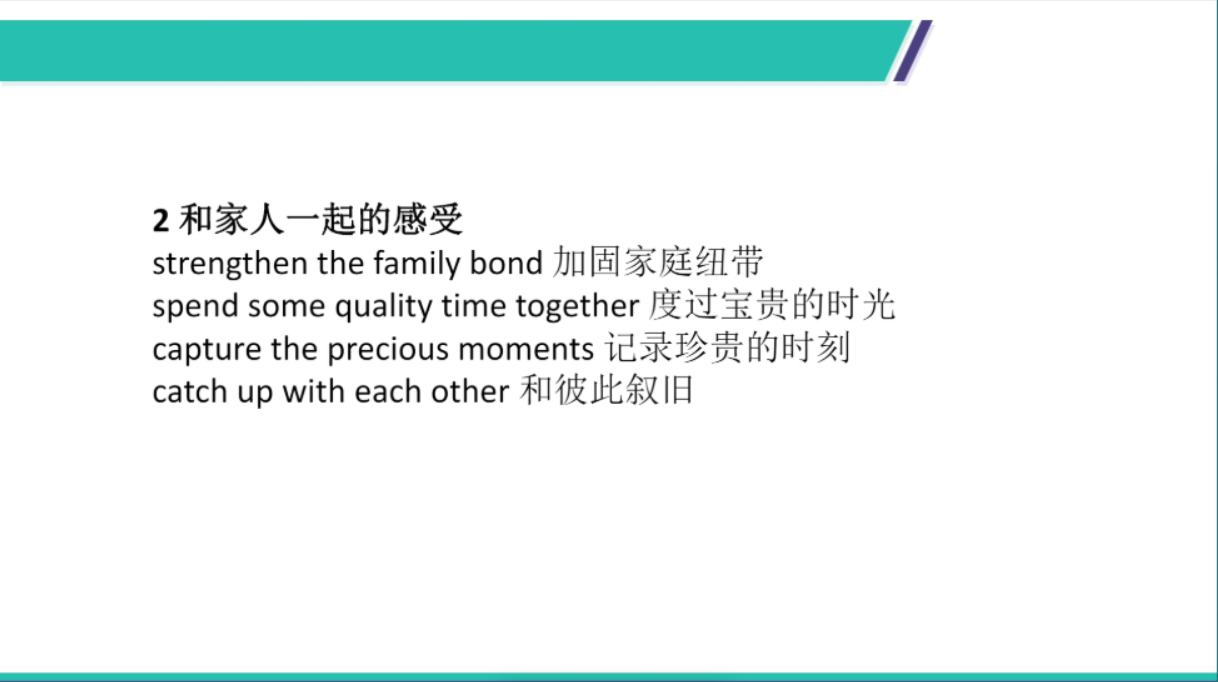 2 和家人一起的感受
strengthen the family bond 加固家庭纽带
spend some quality time together 度过宝贵的时光
capture the precious moments 记录珍贵的时刻
catch up with each other 和彼此叙旧